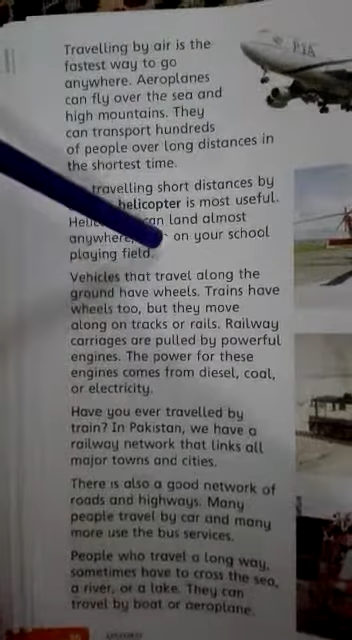 Travelling by air is the
fastest way to go
anywhere. Aeroplanes
can fly over the sea and
high mountains. They
can transport hundreds
of people over long distances in
the shortest time.
travelling short distances by
helicopter is most useful.
can land almost
anywhere, on your school
playing field.
Vehicles that travel along the
ground have wheels. Trains have
wheels too, but they move
along on tracks or rails. Railway
carriages are pulled by powerful
engines. The power for these
engines comes from diesel, coal,
or electricity.
Have you ever travelled by
train? In Pakistan, we have a
railway network that links all
major towns and cities.
There is also a good network of
roads and highways. Many
people travel by car and many
more use the bus services.
People who travel a long way,
sometimes have to cross the sea,
a river, or a lake. They can
travel by boat or aeroplane.
PIA